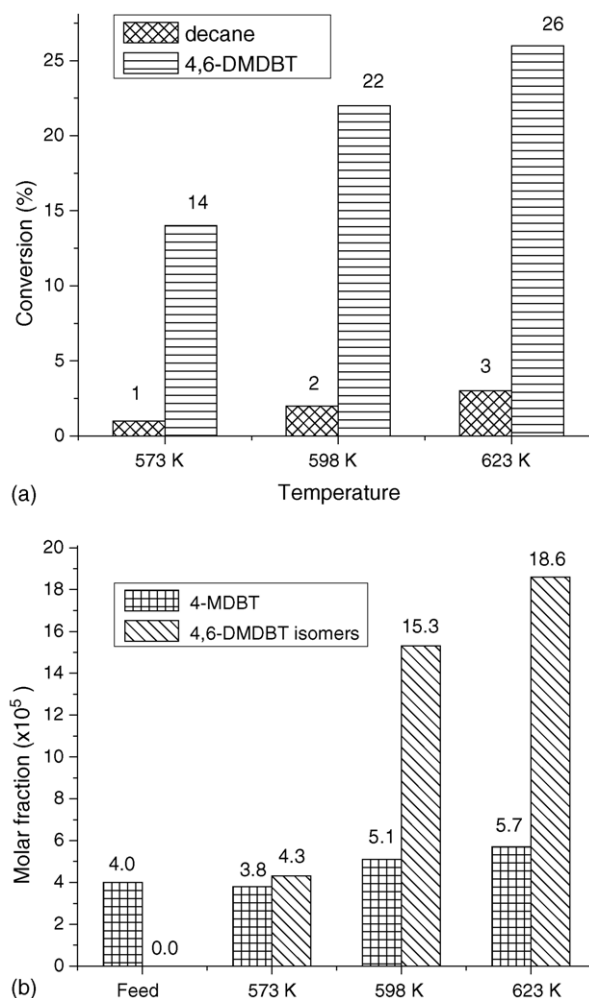 decane
4,6-DMDBT
26
25
22
20
14
15
10
5
3
2
1
0
573 K
598 K
623 K
Conversion (%)
Temperature
(a)
20
18.6
18
4-MDBT
4,6-DMDBT isomers
16
15.3
14
12
10
8
6
5.7
5.1
4.3
4.0
3.8
4
2
0.0
0
Feed
573 K
598 K
623 K
Molar fraction (x10⁵)
(b)